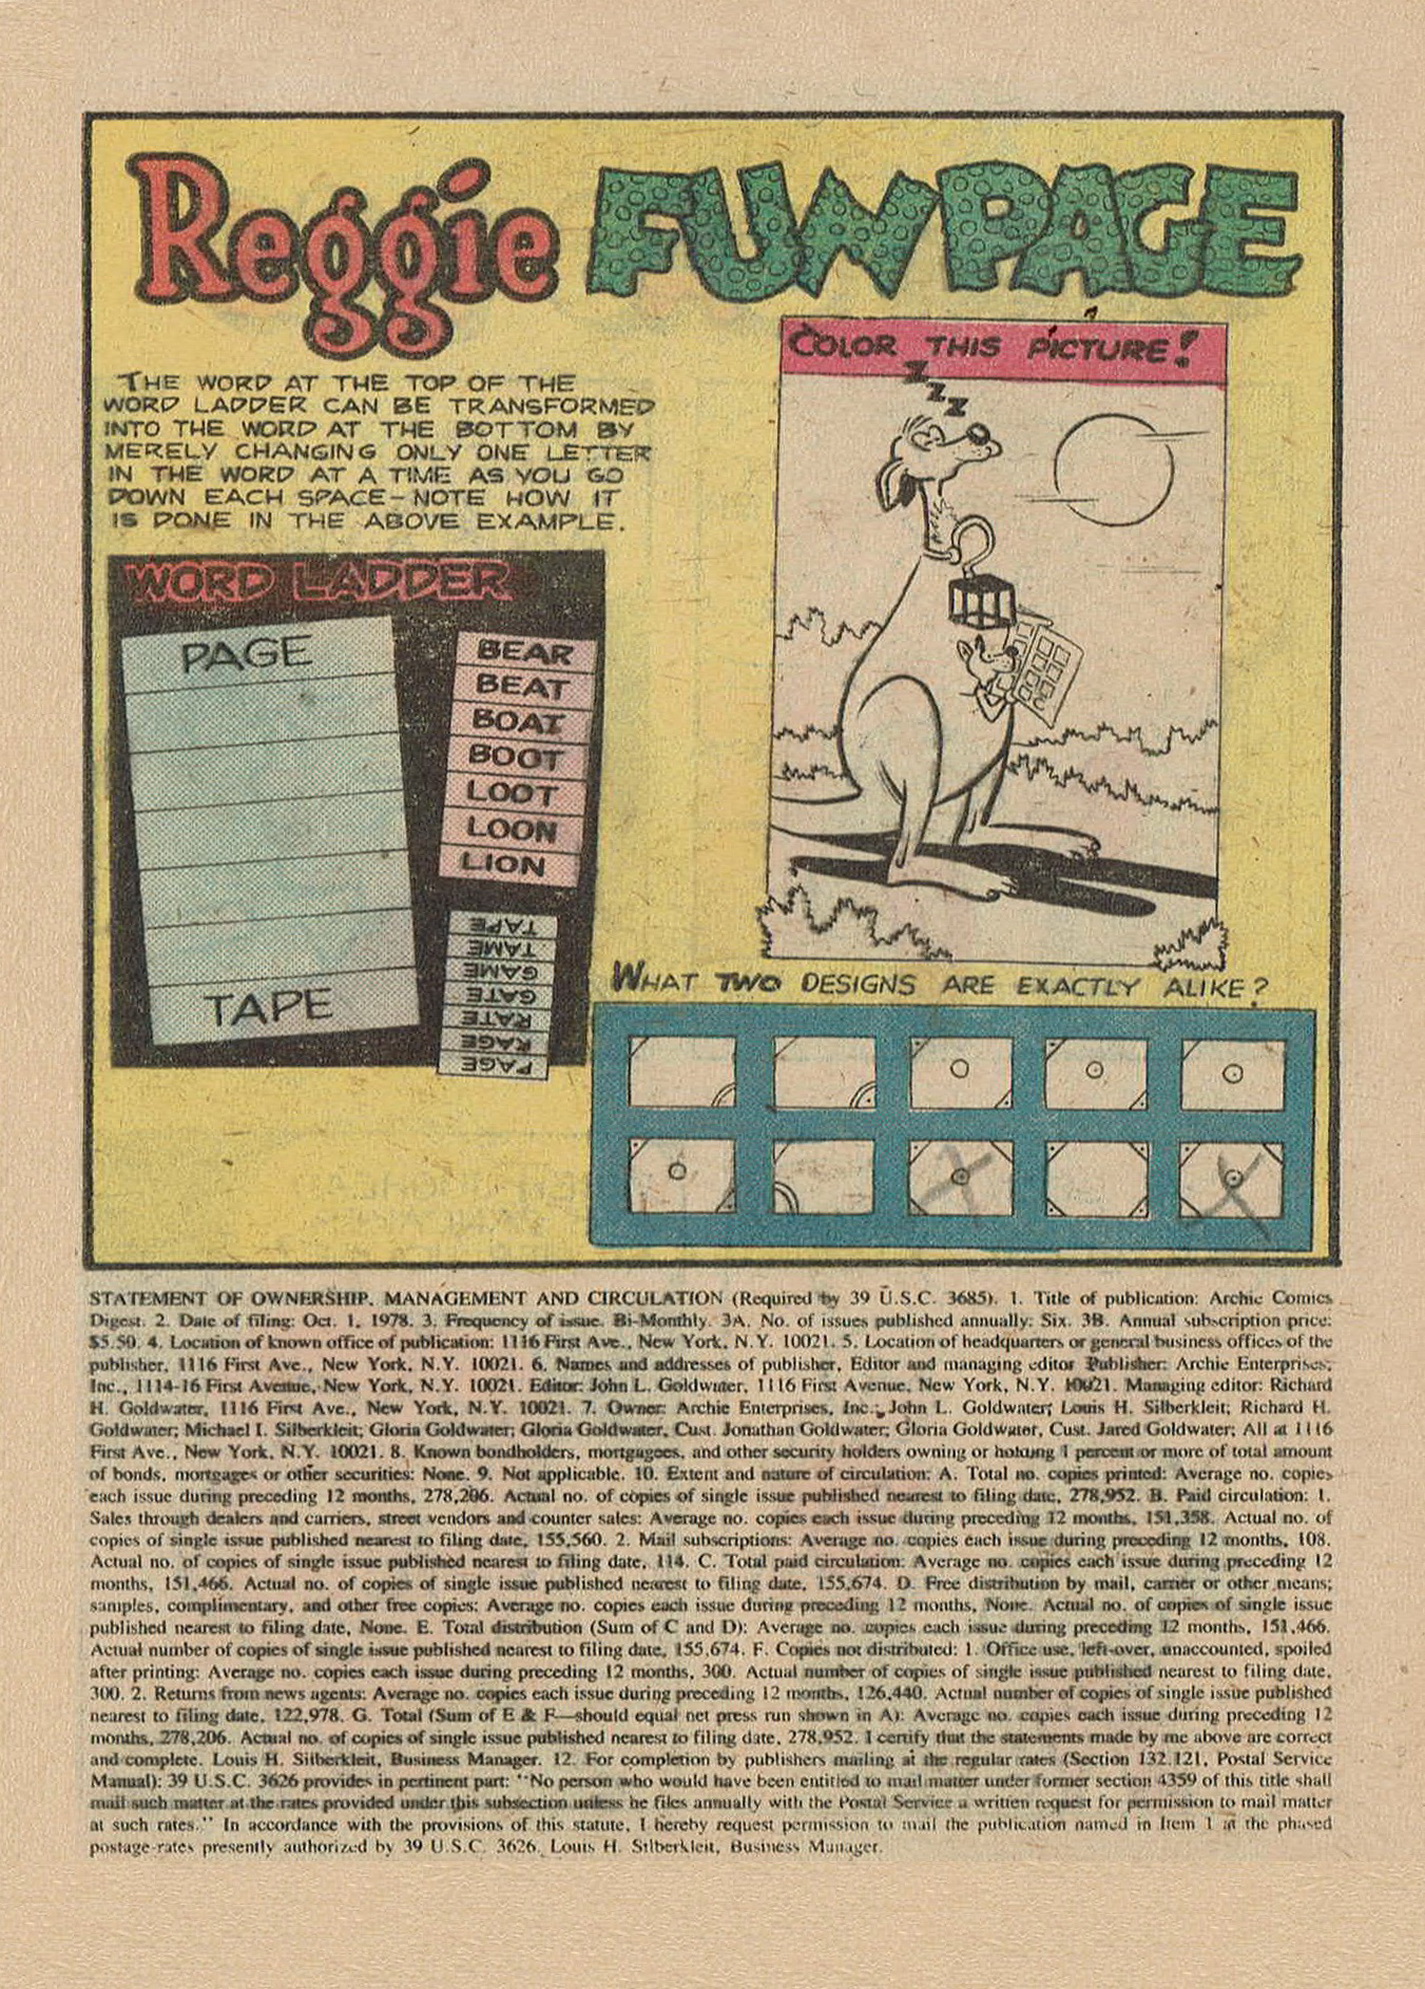 Reggie FUN PAGE
THE WORD AT THE TOP OF THE
WORD LADDER CAN BE TRANSFORMED
INTO THE WORD AT THE BOTTOM BY
MERELY CHANGING ONLY ONE LETTER
IN THE WORD AT A TIME AS YOU GO
DOWN EACH SPACE-NOTE HOW IT
IS DONE IN THE ABOVE EXAMPLE.
WORD LADDER
PAGE
TAPE
BEAR
BEAT
BOAT
BOOT
LOOT
LOON
LION
TAPE
TAME
GAME
GATE
RATE
RAGE
PAGE
COLOR THIS PICTURE!
Z
Z
Z
WHAT TWO DESIGNS ARE EXACTLY ALIKE?
STATEMENT OF OWNERSHIP, MANAGEMENT AND CIRCULATION (Required by 39 U.S.C. 3685). 1. Title of publication: Archie Comics
Digest. 2. Date of filing: Oct. 1, 1978. 3. Frequency of issue. Bi-Monthly. 3A. No. of issues published annually: Six. 3B. Annual subscription price:
$5.50. 4. Location of known office of publication: 1116 First Ave., New York, N.Y. 10021. 5. Location of headquarters or general business offices of the
publisher, 1116 First Ave., New York, N.Y. 10021. 6. Names and addresses of publisher, Editor and managing editor Publisher: Archie Enterprises,
Inc., 1114-16 First Avenue, New York, N.Y. 10021. Editor: John L. Goldwater, 1116 First Avenue, New York, N.Y. 10021. Managing editor: Richard
H. Goldwater, 1116 First Ave., New York, N.Y. 10021. 7. Owner: Archie Enterprises, Inc.; John L. Goldwater; Louis H. Silberkleit; Richard H.
Goldwater; Michael I. Silberkleit; Gloria Goldwater; Gloria Goldwater, Cust. Jonathan Goldwater; Gloria Goldwater, Cust. Jared Goldwater; All at 1116
First Ave., New York, N.Y. 10021. 8. Known bondholders, mortgagees, and other security holders owning or holding 1 percent or more of total amount
of bonds, mortgages or other securities: None. 9. Not applicable. 10. Extent and nature of circulation: A. Total no. copies printed: Average no. copies
each issue during preceding 12 months, 278,206. Actual no. of copies of single issue published nearest to filing date, 278,952. B. Paid circulation: 1.
Sales through dealers and carriers, street vendors and counter sales: Average no. copies each issue during preceding 12 months, 151,358. Actual no. of
copies of single issue published nearest to filing date, 155,560. 2. Mail subscriptions: Average no. copies each issue during preceding 12 months, 108.
Actual no. of copies of single issue published nearest to filing date, 114. C. Total paid circulation: Average no. copies each issue during preceding 12
months, 151,466. Actual no. of copies of single issue published nearest to filing date, 155,674. D. Free distribution by mail, carrier or other means;
samples, complimentary, and other free copies: Average no. copies each issue during preceding 12 months, None. Actual no. of copies of single issue
published nearest to filing date, None. E. Total distribution (Sum of C and D): Average no. copies each issue during preceding 12 months, 151,466.
Actual number of copies of single issue published nearest to filing date, 155,674. F. Copies not distributed: 1. Office use, left-over, unaccounted, spoiled
after printing: Average no. copies each issue during preceding 12 months, 300. Actual number of copies of single issue published nearest to filing date,
300. 2. Returns from news agents: Average no. copies each issue during preceding 12 months, 126,440. Actual number of copies of single issue published
nearest to filing date, 122,978. G. Total (Sum of E & F—should equal net press run shown in A): Average no. copies each issue during preceding 12
months, 278,206. Actual no. of copies of single issue published nearest to filing date, 278,952. I certify that the statements made by me above are correct
and complete. Louis H. Silberkleit, Business Manager. 12. For completion by publishers mailing at the regular rates (Section 132.121, Postal Service
Manual): 39 U.S.C. 3626 provides in pertinent part: "No person who would have been entitled to mail matter under former section 4359 of this title shall
mail such matter at the rates provided under this subsection unless he files annually with the Postal Service a written request for permission to mail matter
at such rates." In accordance with the provisions of this statute, I hereby request permission to mail the publication named in Item 1 at the phased
postage-rates presently authorized by 39 U.S.C. 3626. Louis H. Silberkleit, Business Manager.